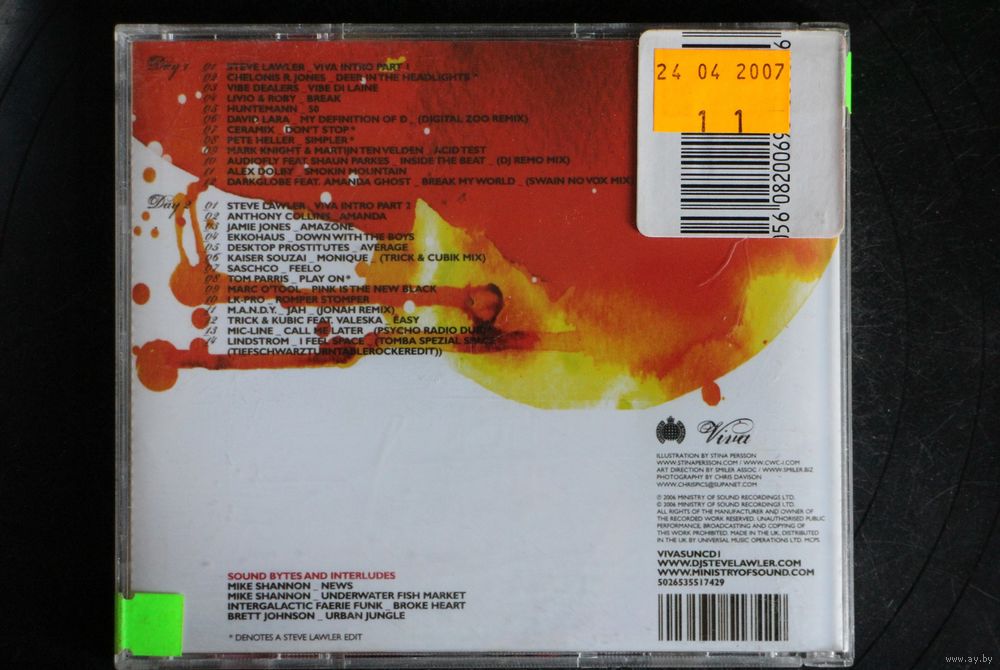 Day 1
01 STEVE LAWLER _ VIVA INTRO PART 1
02 CHELONIS R. JONES _ DEER IN THE HEADLIGHTS *
03 VIBE DEALERS _ VIBE DI LAINE
04 LIVIO & ROBY _ BREAK
05 HUNTEMANN _ 50
06 DAVID LARA _ MY DEFINITION OF D _ (DIGITAL ZOO REMIX)
07 CERAMIX _ DON'T STOP *
08 PETE HELLER _ SIMPLER *
09 MARK KNIGHT & MARTIJN TEN VELDEN _ ACID TEST
10 AUDIOFLY FEAT. SHAUN PARKES _ INSIDE THE BEAT _ (DJ REMO MIX)
11 ALEX DOLBY _ SMOKIN MOUNTAIN
12 DARKGLOBE FEAT. AMANDA GHOST _ BREAK MY WORLD _ (SWAIN NO VOX MIX)
Day 2
01 STEVE LAWLER _ VIVA INTRO PART 2
02 ANTHONY COLLINS _ AMANDA
03 JAMIE JONES _ AMAZONE
04 EKKOHAUS _ DOWN WITH THE BOYS
05 DESKTOP PROSTITUTES _ AVERAGE
06 KAISER SOUZAI _ MONIQUE _ (TRICK & CUBIK MIX)
07 SASCHCO _ FEELO
08 TOM PARRIS _ PLAY ON *
09 MARC O'TOOL _ PINK IS THE NEW BLACK
10 LK-PRO _ ROMPER STOMPER
11 M.A.N.D.Y. _ JAH _ (JONAH REMIX)
12 TRICK & KUBIC FEAT. VALESKA _ EASY
13 MIC-LINE _ CALL ME LATER _ (PSYCHO RADIO DUB)
14 LINDSTROM _ I FEEL SPACE _ (TOMBA SPEZIAL SPACE
(TIEFSCHWARZTURNTABLEROCKEREDIT))
24 04 2007
11
Viva
ILLUSTRATION BY STINA PERSSON
WWW.STINAPERSSON.COM / WWW.CWC-I.COM
ART DIRECTION BY SMILER ASSOC / WWW.SMILER.BIZ
PHOTOGRAPHY BY CHRIS DAVISON
WWW.CHRISPICS@SUPANET.COM
℗ 2006 MINISTRY OF SOUND RECORDINGS LTD.
© 2006 MINISTRY OF SOUND RECORDINGS LTD.
ALL RIGHTS OF THE MANUFACTURER AND OWNER OF
THE RECORDED WORK RESERVED. UNAUTHORISED PUBLIC
PERFORMANCE, BROADCASTING AND COPYING OF
THIS WORK PROHIBITED. MADE IN THE UK. DISTRIBUTED
IN THE UK BY UNIVERSAL MUSIC OPERATIONS LTD. MCPS
VIVASUNCD1
WWW.DJSTEVELAWLER.COM
WWW.MINISTRYOFSOUND.COM
5026535517429
SOUND BYTES AND INTERLUDES
MIKE SHANNON _ NEWS
MIKE SHANNON _ UNDERWATER FISH MARKET
INTERGALACTIC FAERIE FUNK _ BROKE HEART
BRETT JOHNSON _ URBAN JUNGLE
* DENOTES A STEVE LAWLER EDIT
www.ay.by